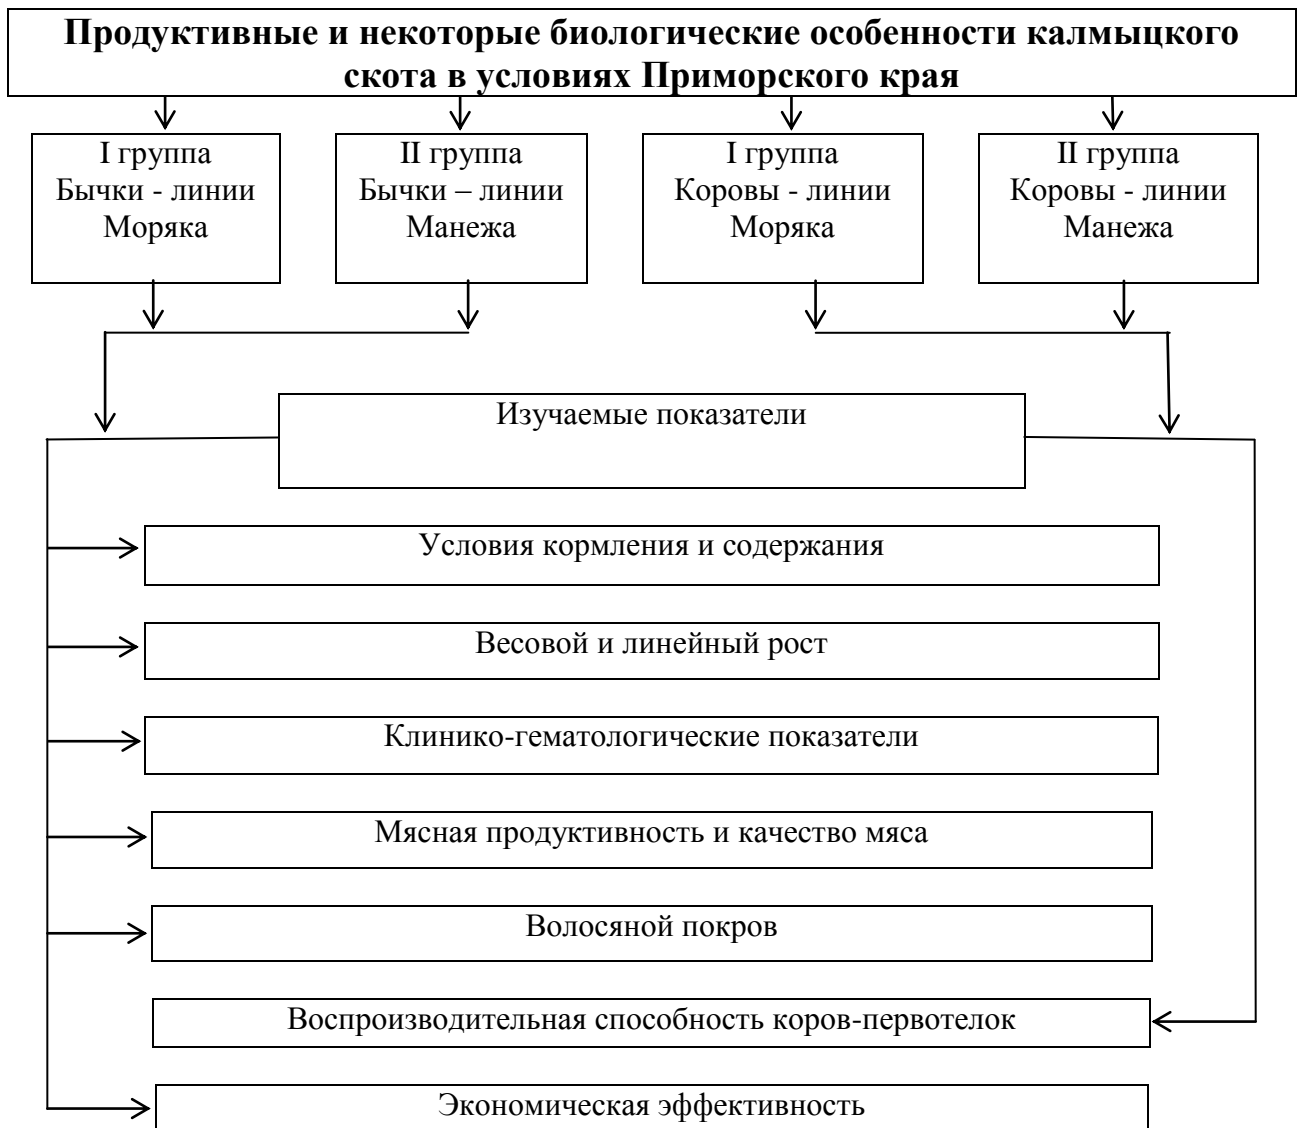 Продуктивные и некоторые биологические особенности калмыцкого
скота в условиях Приморского края
I группа
Бычки - линии
Моряка
II группа
Бычки – линии
Манежа
I группа
Коровы - линии
Моряка
II группа
Коровы - линии
Манежа
Изучаемые показатели
Условия кормления и содержания
Весовой и линейный рост
Клинико-гематологические показатели
Мясная продуктивность и качество мяса
Волосяной покров
Воспроизводительная способность коров-первотелок
Экономическая эффективность